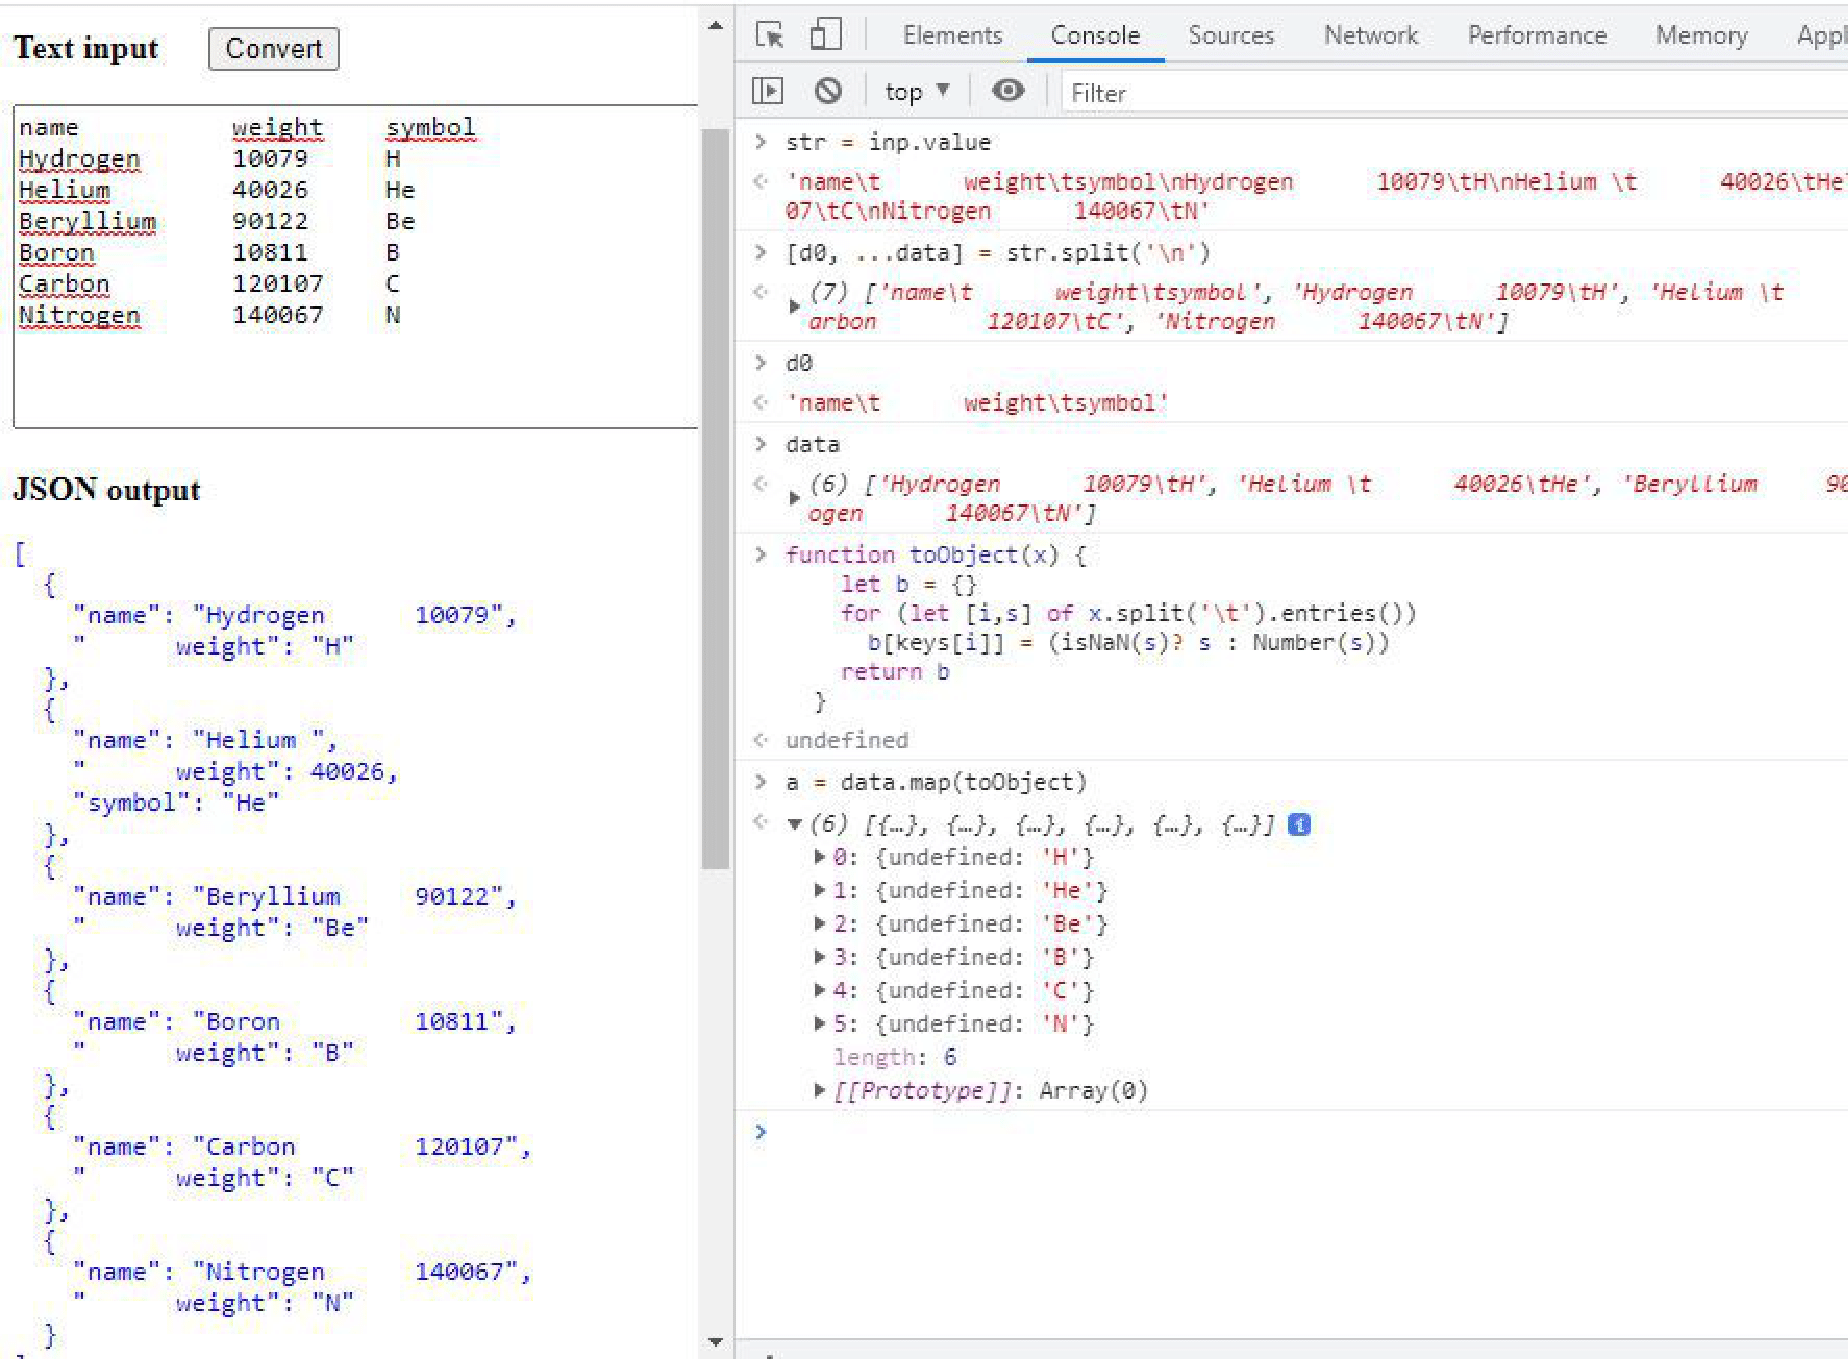 Text input Convert
name weight symbol
Hydrogen 10079 H
Helium 40026 He
Beryllium 90122 Be
Boron 10811 B
Carbon 120107 C
Nitrogen 140067 N
JSON output
[
{
"name": "Hydrogen      10079",
"      weight": "H"
},
{
"name": "Helium ",
"      weight": 40026,
"symbol": "He"
},
{
"name": "Beryllium     90122",
"      weight": "Be"
},
{
"name": "Boron         10811",
"      weight": "B"
},
{
"name": "Carbon        120107",
"      weight": "C"
},
{
"name": "Nitrogen      140067",
"      weight": "N"
}
Elements Console Sources Network Performance Memory Appl
top Filter
> str = inp.value
'name\t      weight\tsymbol\nHydrogen      10079\tH\nHelium \t      40026\tHe
07\tC\nNitrogen      140067\tN'
> [d0, ...data] = str.split('\n')
(7) ['name\t      weight\tsymbol', 'Hydrogen      10079\tH', 'Helium \t
arbon        120107\tC', 'Nitrogen      140067\tN']
> d0
'name\t      weight\tsymbol'
> data
(6) ['Hydrogen      10079\tH', 'Helium \t      40026\tHe', 'Beryllium     90
ogen      140067\tN']
> function toObject(x) {
let b = {}
for (let [i,s] of x.split('\t').entries())
b[keys[i]] = (isNaN(s)? s : Number(s))
return b
}
undefined
> a = data.map(toObject)
(6) [{…}, {…}, {…}, {…}, {…}, {…}] i
0: {undefined: 'H'}
1: {undefined: 'He'}
2: {undefined: 'Be'}
3: {undefined: 'B'}
4: {undefined: 'C'}
5: {undefined: 'N'}
length: 6
[[Prototype]]: Array(0)
>